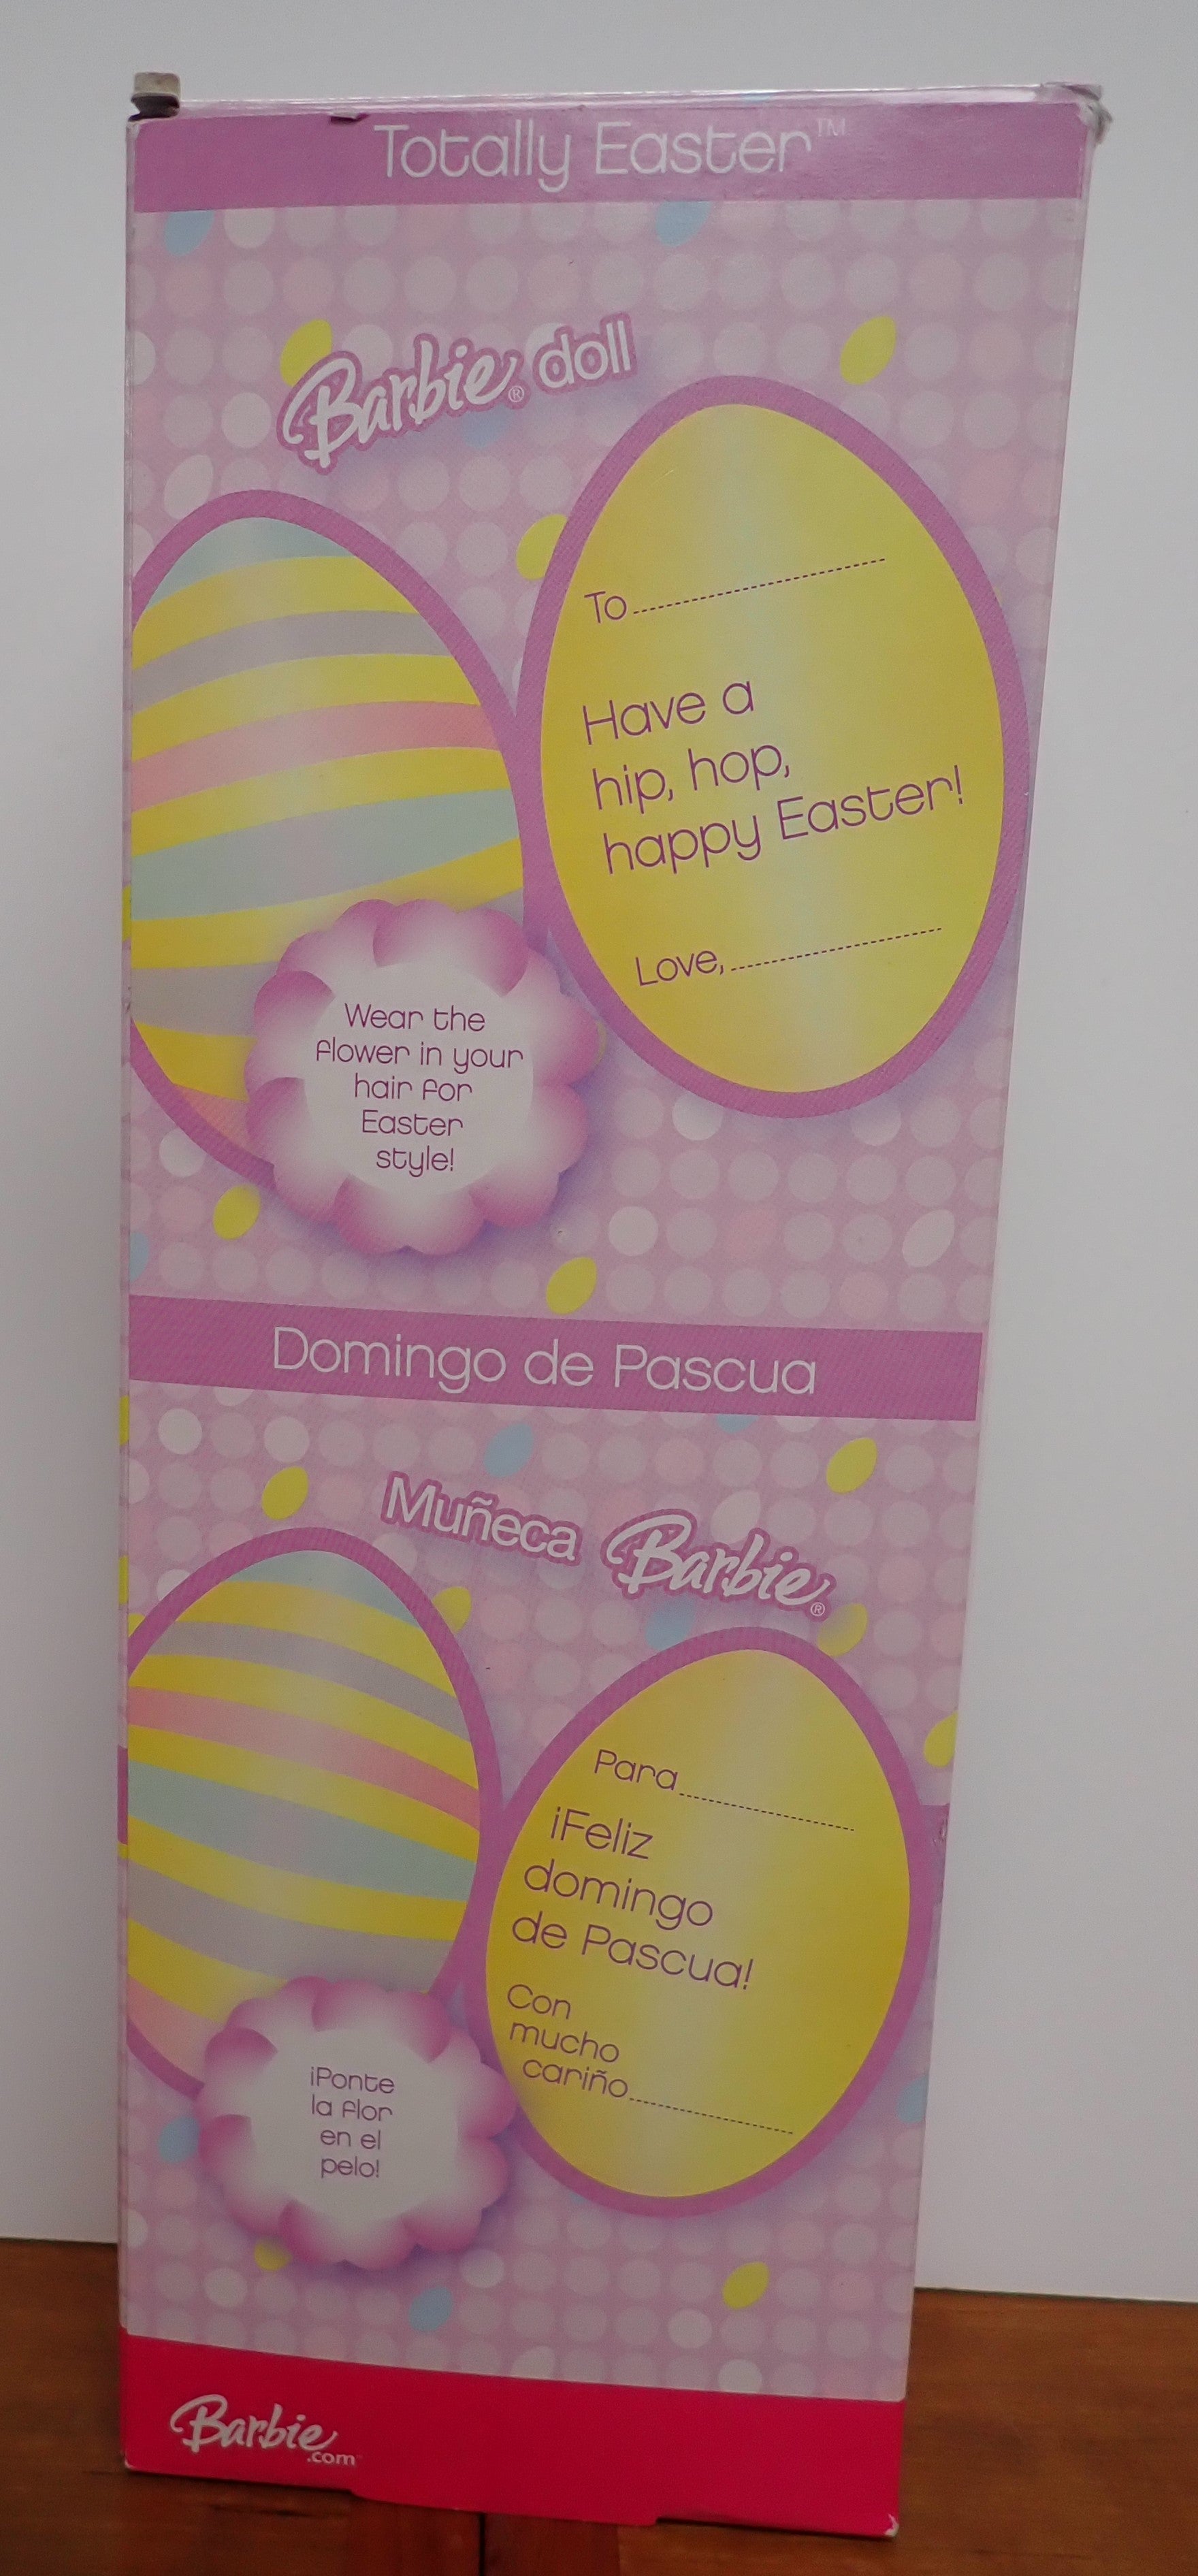 Totally Easter™
Barbie® doll
To
Have a
hip, hop,
happy Easter!
Love,
Wear the
flower in your
hair for
Easter
style!
Domingo de Pascua
Muñeca Barbie®
Para
¡Feliz
domingo
de Pascua!
Con
mucho
cariño
¡Ponte
la flor
en el
pelo!
Barbie
.com